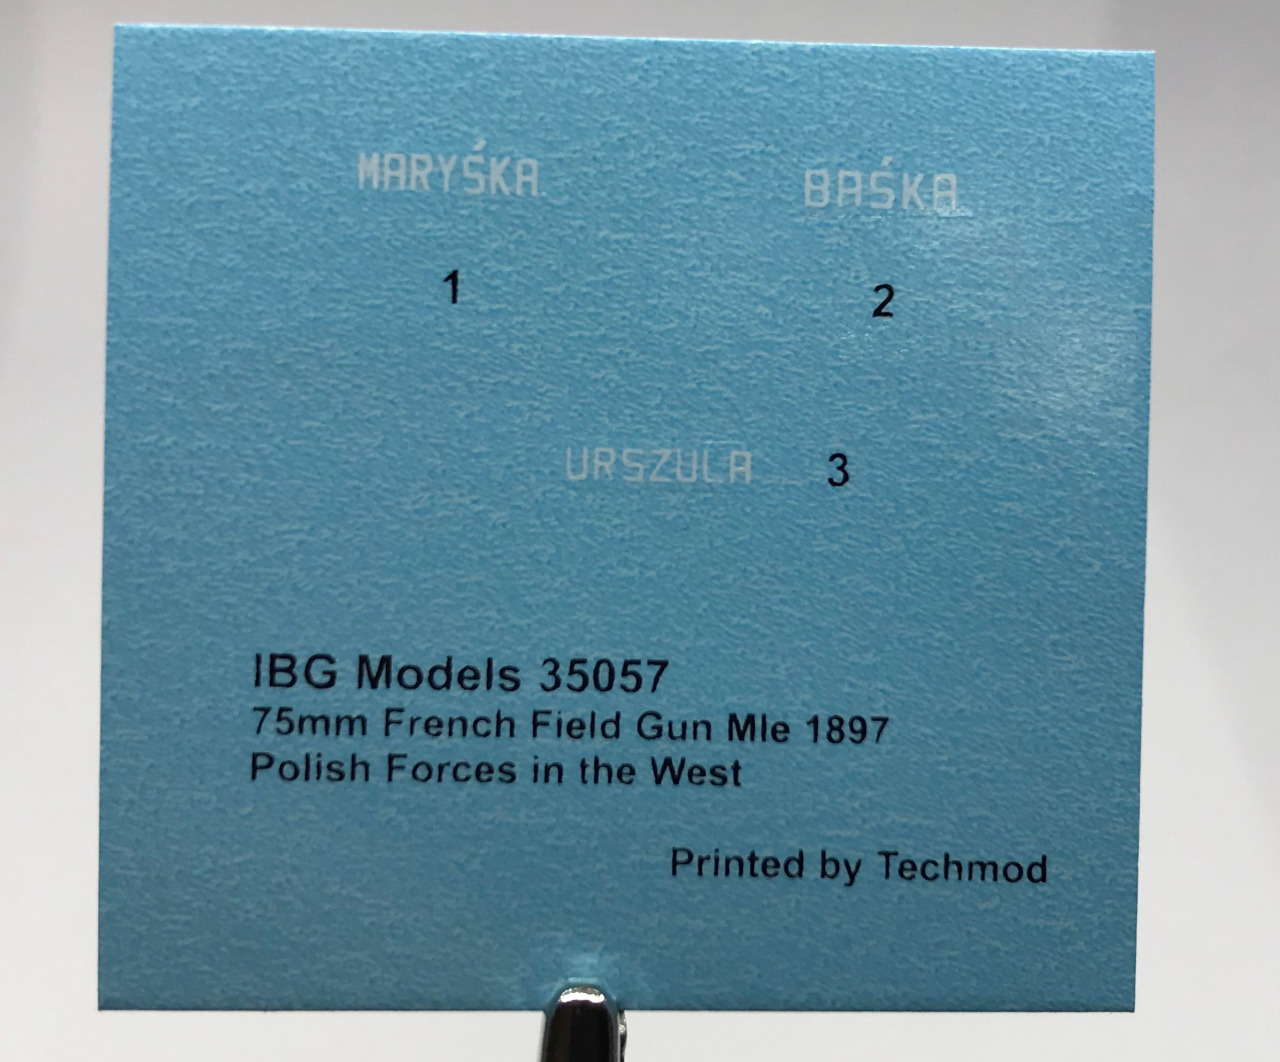 MARYŚKA. BAŚKA
1 2
URSZULA 3
IBG Models 35057
75mm French Field Gun Mle 1897
Polish Forces in the West
Printed by Techmod